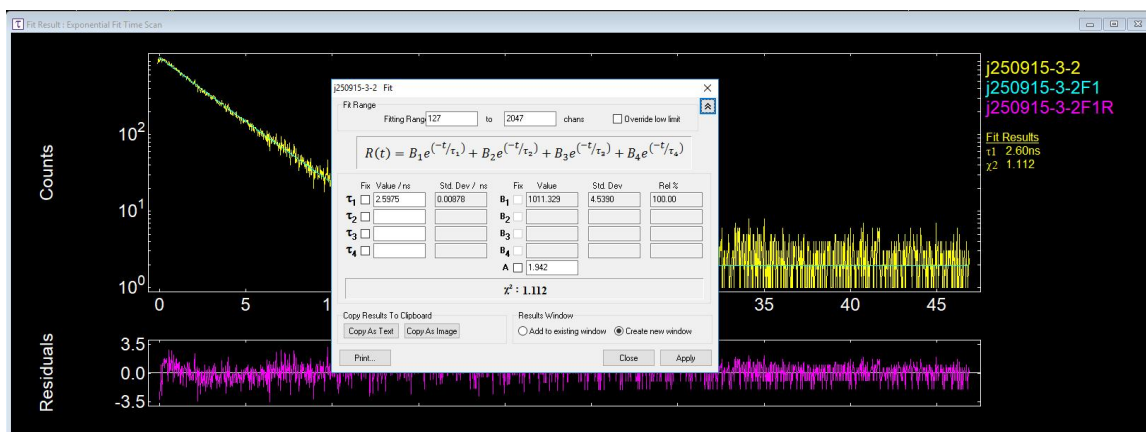 Fit Result : Exponential Fit Time Scan
j250915-3-2
j250915-3-2F1
j250915-3-2F1R
Fit Results
τ1 2.60ns
χ2 1.112
Counts
10²
10¹
10⁰
0 5 35 40 45
Residuals
3.5
0.0
-3.5
j250915-3-2 Fit
Fit Range
Fitting Rang 127 to 2047 chans Override low limit
R(t) = B₁e^(-t/τ₁) + B₂e^(-t/τ₂) + B₃e^(-t/τ₃) + B₄e^(-t/τ₄)
Fix Value / ns Std. Dev / ns Fix Value Std. Dev Rel %
τ₁ 2.5975 0.00878 B₁ 1011.329 4.5390 100.00
τ₂ B₂
τ₃ B₃
τ₄ B₄
A 1.942
χ² : 1.112
Copy Results To Clipboard Results Window
Copy As Text Copy As Image Add to existing window Create new window
Print... Close Apply